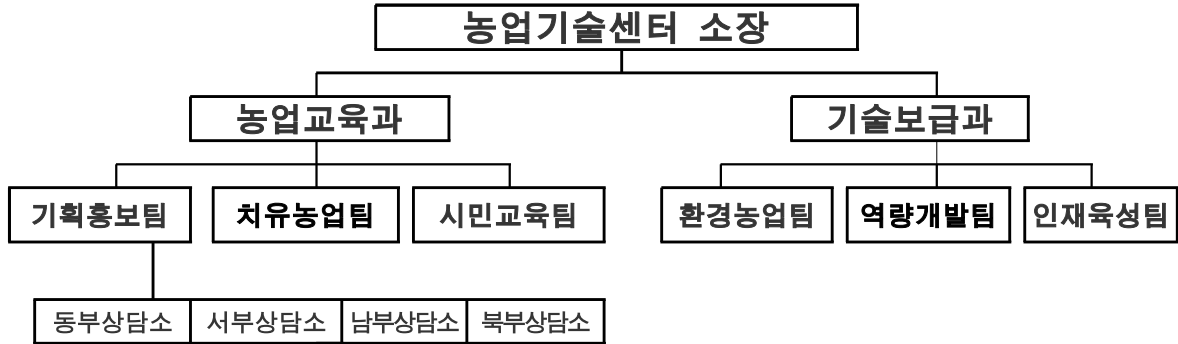 농업기술센터 소장
농업교육과 기술보급과
기획홍보팀 치유농업팀 시민교육팀 환경농업팀 역량개발팀 인재육성팀
동부상담소 서부상담소 남부상담소 북부상담소